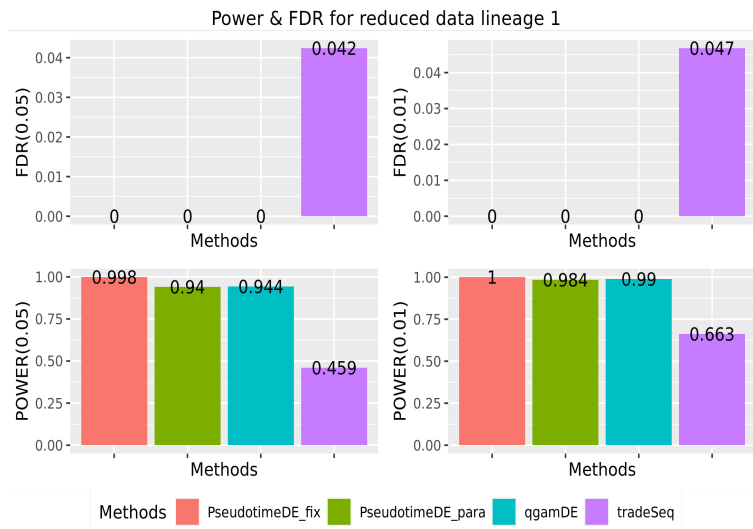 Power & FDR for reduced data lineage 1
FDR(0.05)
0.04
0.03
0.02
0.01
0.00
0 0 0 0.042
Methods
FDR(0.01)
0.04
0.03
0.02
0.01
0.00
0 0 0 0.047
Methods
POWER(0.05)
1.00
0.75
0.50
0.25
0.00
0.998 0.94 0.944 0.459
Methods
POWER(0.01)
1.00
0.75
0.50
0.25
0.00
1 0.984 0.99 0.663
Methods
Methods PseudotimeDE_fix PseudotimeDE_para qgamDE tradeSeq